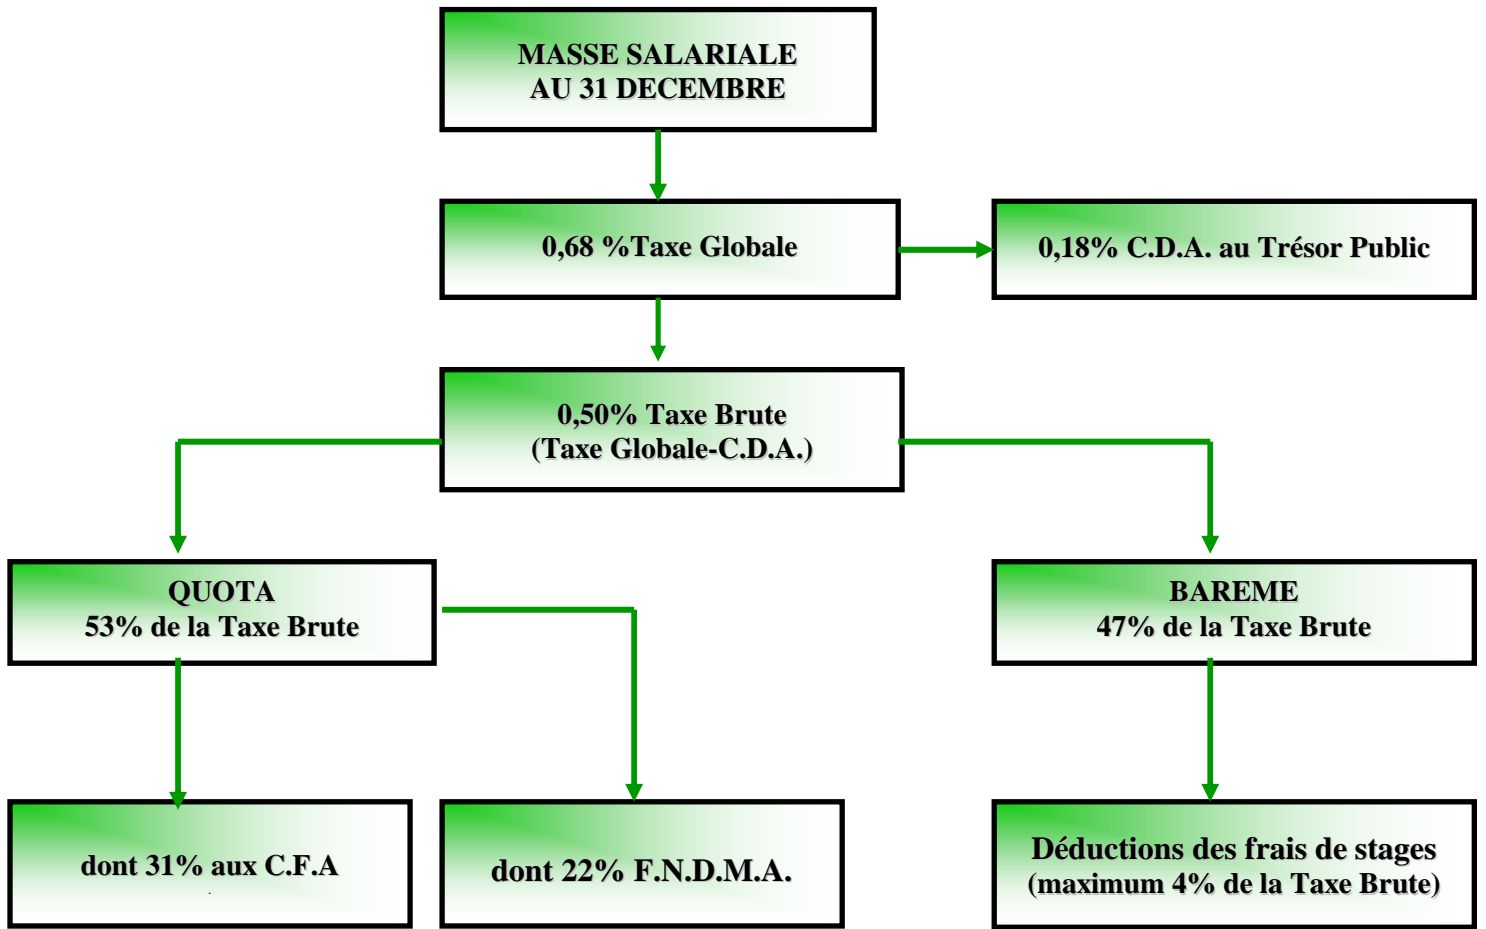 MASSE SALARIALE
AU 31 DECEMBRE
0,68 %Taxe Globale
0,18% C.D.A. au Trésor Public
0,50% Taxe Brute
(Taxe Globale-C.D.A.)
QUOTA
53% de la Taxe Brute
BAREME
47% de la Taxe Brute
dont 31% aux C.F.A
.
dont 22% F.N.D.M.A.
Déductions des frais de stages
(maximum 4% de la Taxe Brute)